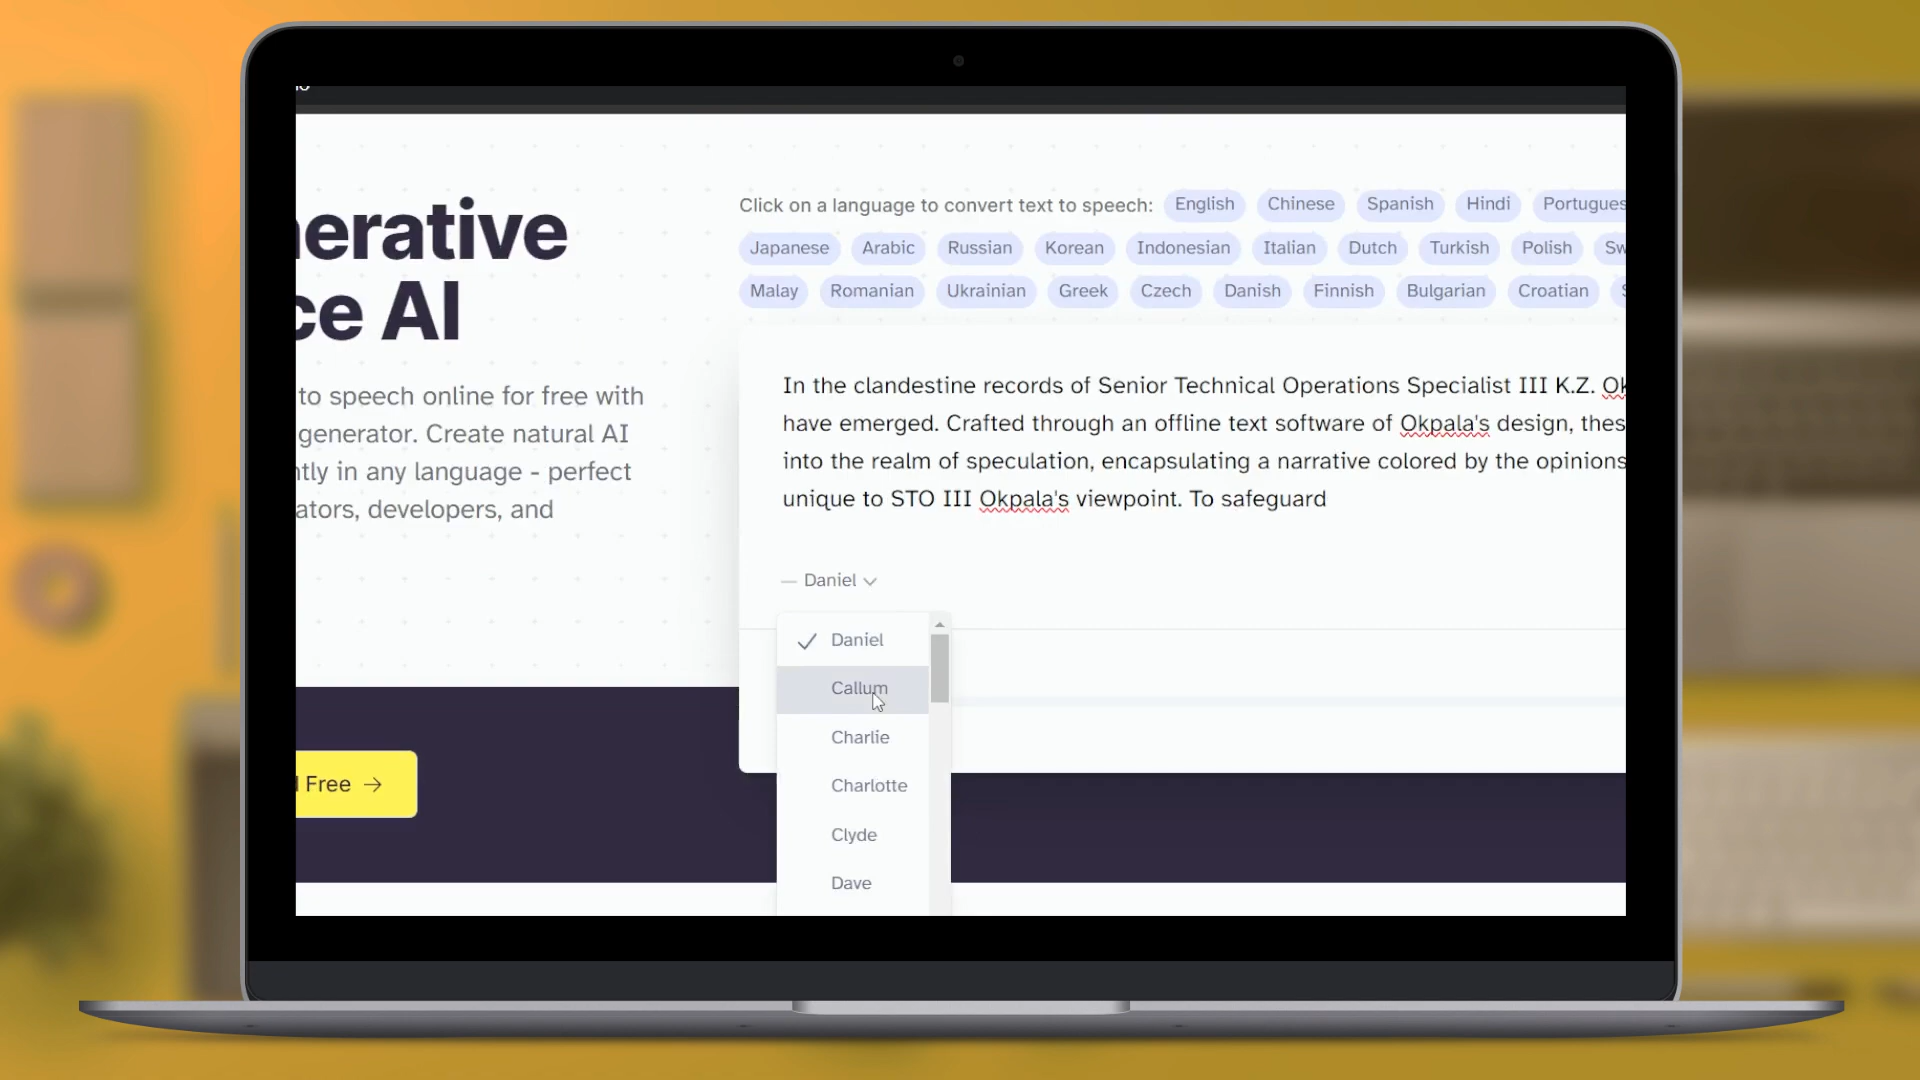 erative
ce AI
to speech online for free with
generator. Create natural AI
in any language - perfect
developers, and
Free →
Click on a language to convert text to speech: English Chinese Spanish Hindi
Japanese Arabic Russian Korean Indonesian Italian Dutch Turkish Polish
Malay Romanian Ukrainian Greek Czech Danish Finnish Bulgarian Croatian
In the clandestine records of Senior Technical Operations Specialist III K.Z. Ok
have emerged. Crafted through an offline text software of Okpala's design, thes
into the realm of speculation, encapsulating a narrative colored by the opinions
unique to STO III Okpala's viewpoint. To safeguard
— Daniel
Daniel
Callum
Charlie
Charlotte
Clyde
Dave